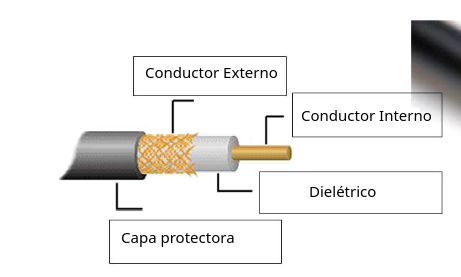 Conductor Externo
Conductor Interno
Dielétrico
Capa protectora